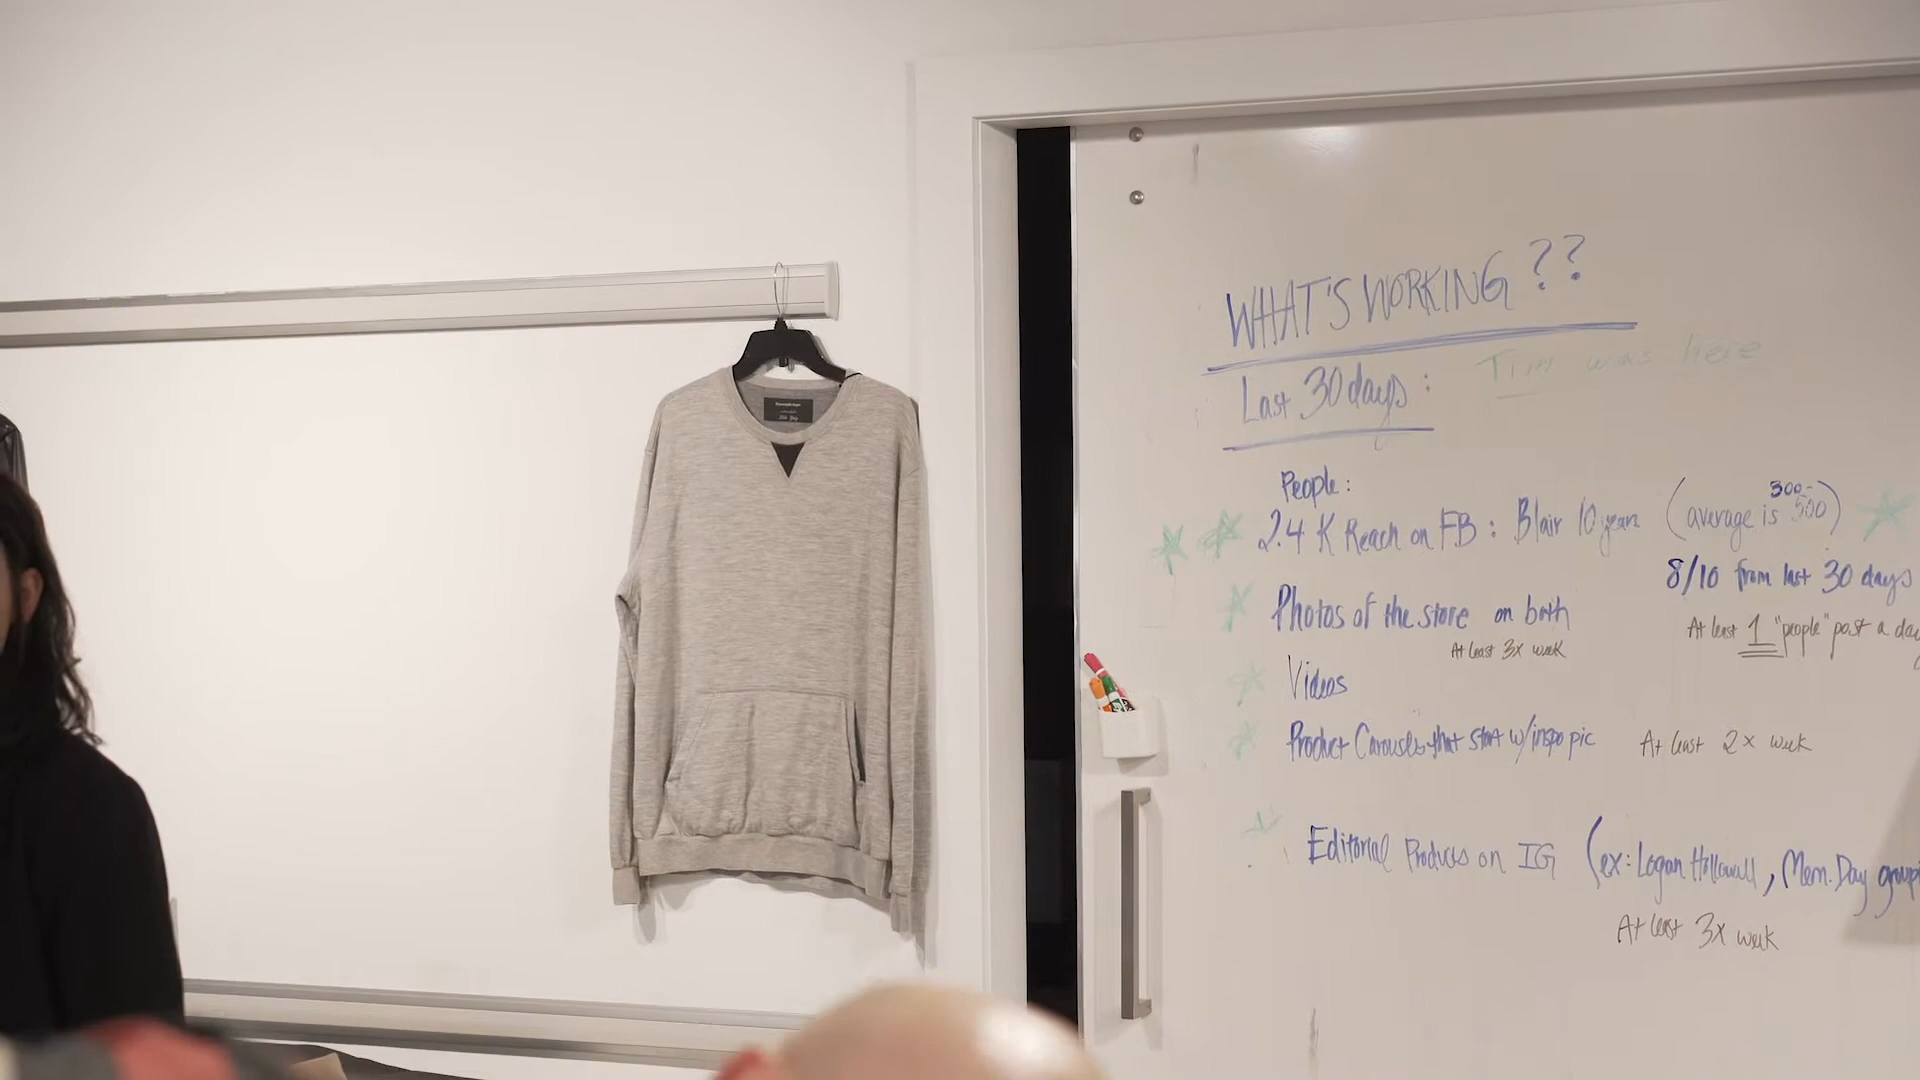 WHAT'S WORKING ??
Last 30 days :
Tim was here
People :
2.4 K Reach on FB : Blair 10 years (average is 300-500)
8/10 from last 30 days
At least 1 "people" post a day
Photos of the store on both
At least 3x week
Videos
Product Carousels that start w/inspo pic
At least 2x week
Editorial Products on IG (ex: Logan Hollowell, Mem. Day group
At least 3x week